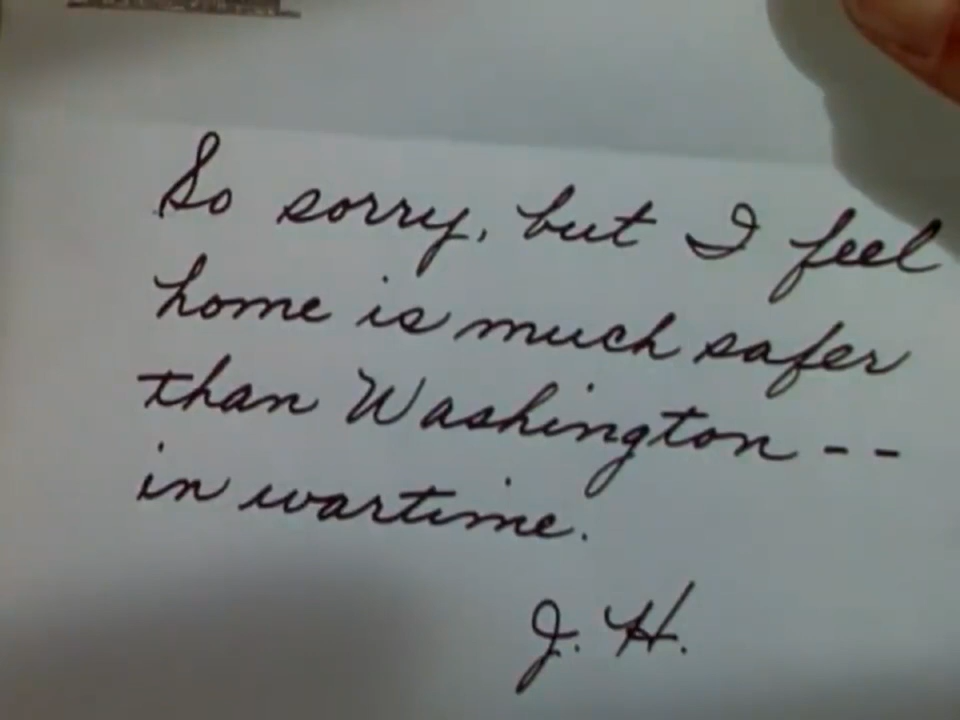 So sorry, but I feel
home is much safer
than Washington --
in wartime.
J. H.